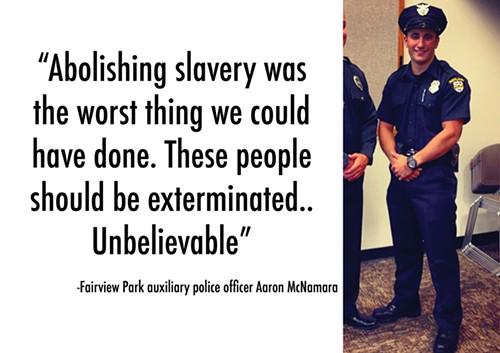 “Abolishing slavery was
the worst thing we could
have done. These people
should be exterminated..
Unbelievable”
-Fairview Park auxiliary police officer Aaron McNamara